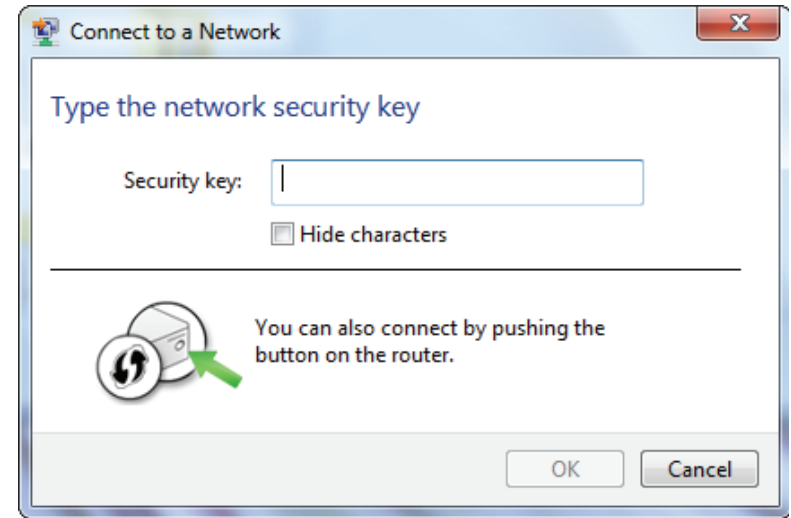 Connect to a Network
Type the network security key
Security key:
Hide characters
You can also connect by pushing the
button on the router.
OK Cancel